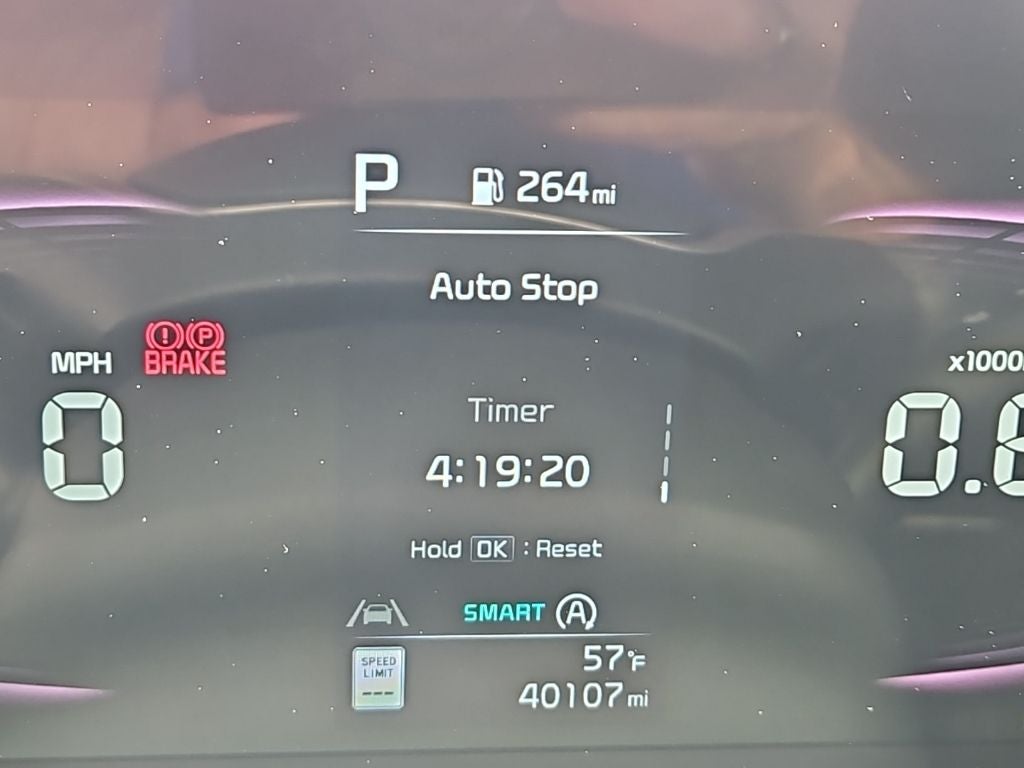 P 264mi
Auto Stop
! P
BRAKE
MPH
x1000
0
0.
Timer
4:19:20
Hold OK : Reset
SMART A
SPEED
LIMIT
---
57°F
40107mi